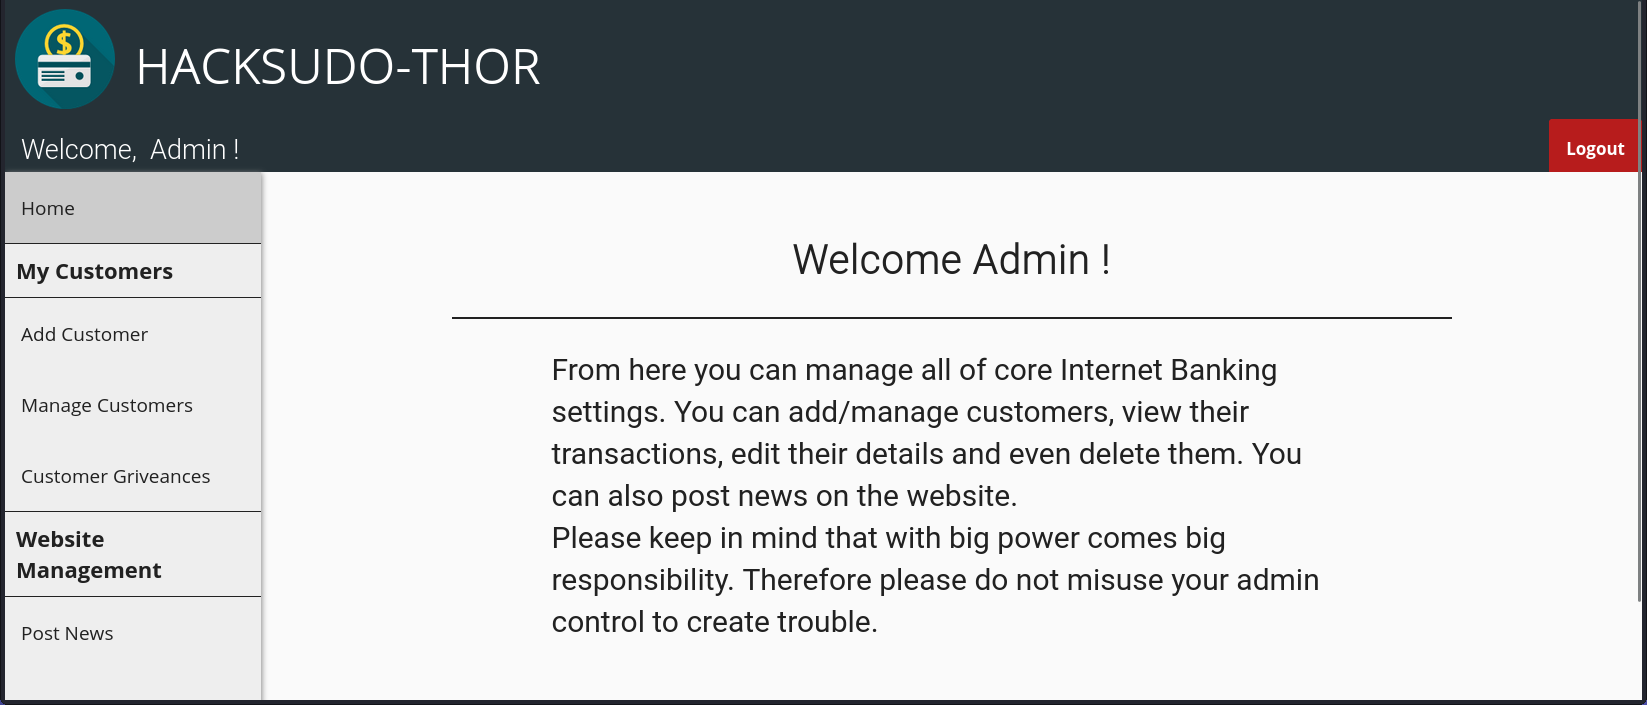 $
HACKSUDO-THOR
Welcome, Admin !
Logout
Home
My Customers
Add Customer
Manage Customers
Customer Griveances
Website
Management
Post News
Welcome Admin !
From here you can manage all of core Internet Banking
settings. You can add/manage customers, view their
transactions, edit their details and even delete them. You
can also post news on the website.
Please keep in mind that with big power comes big
responsibility. Therefore please do not misuse your admin
control to create trouble.